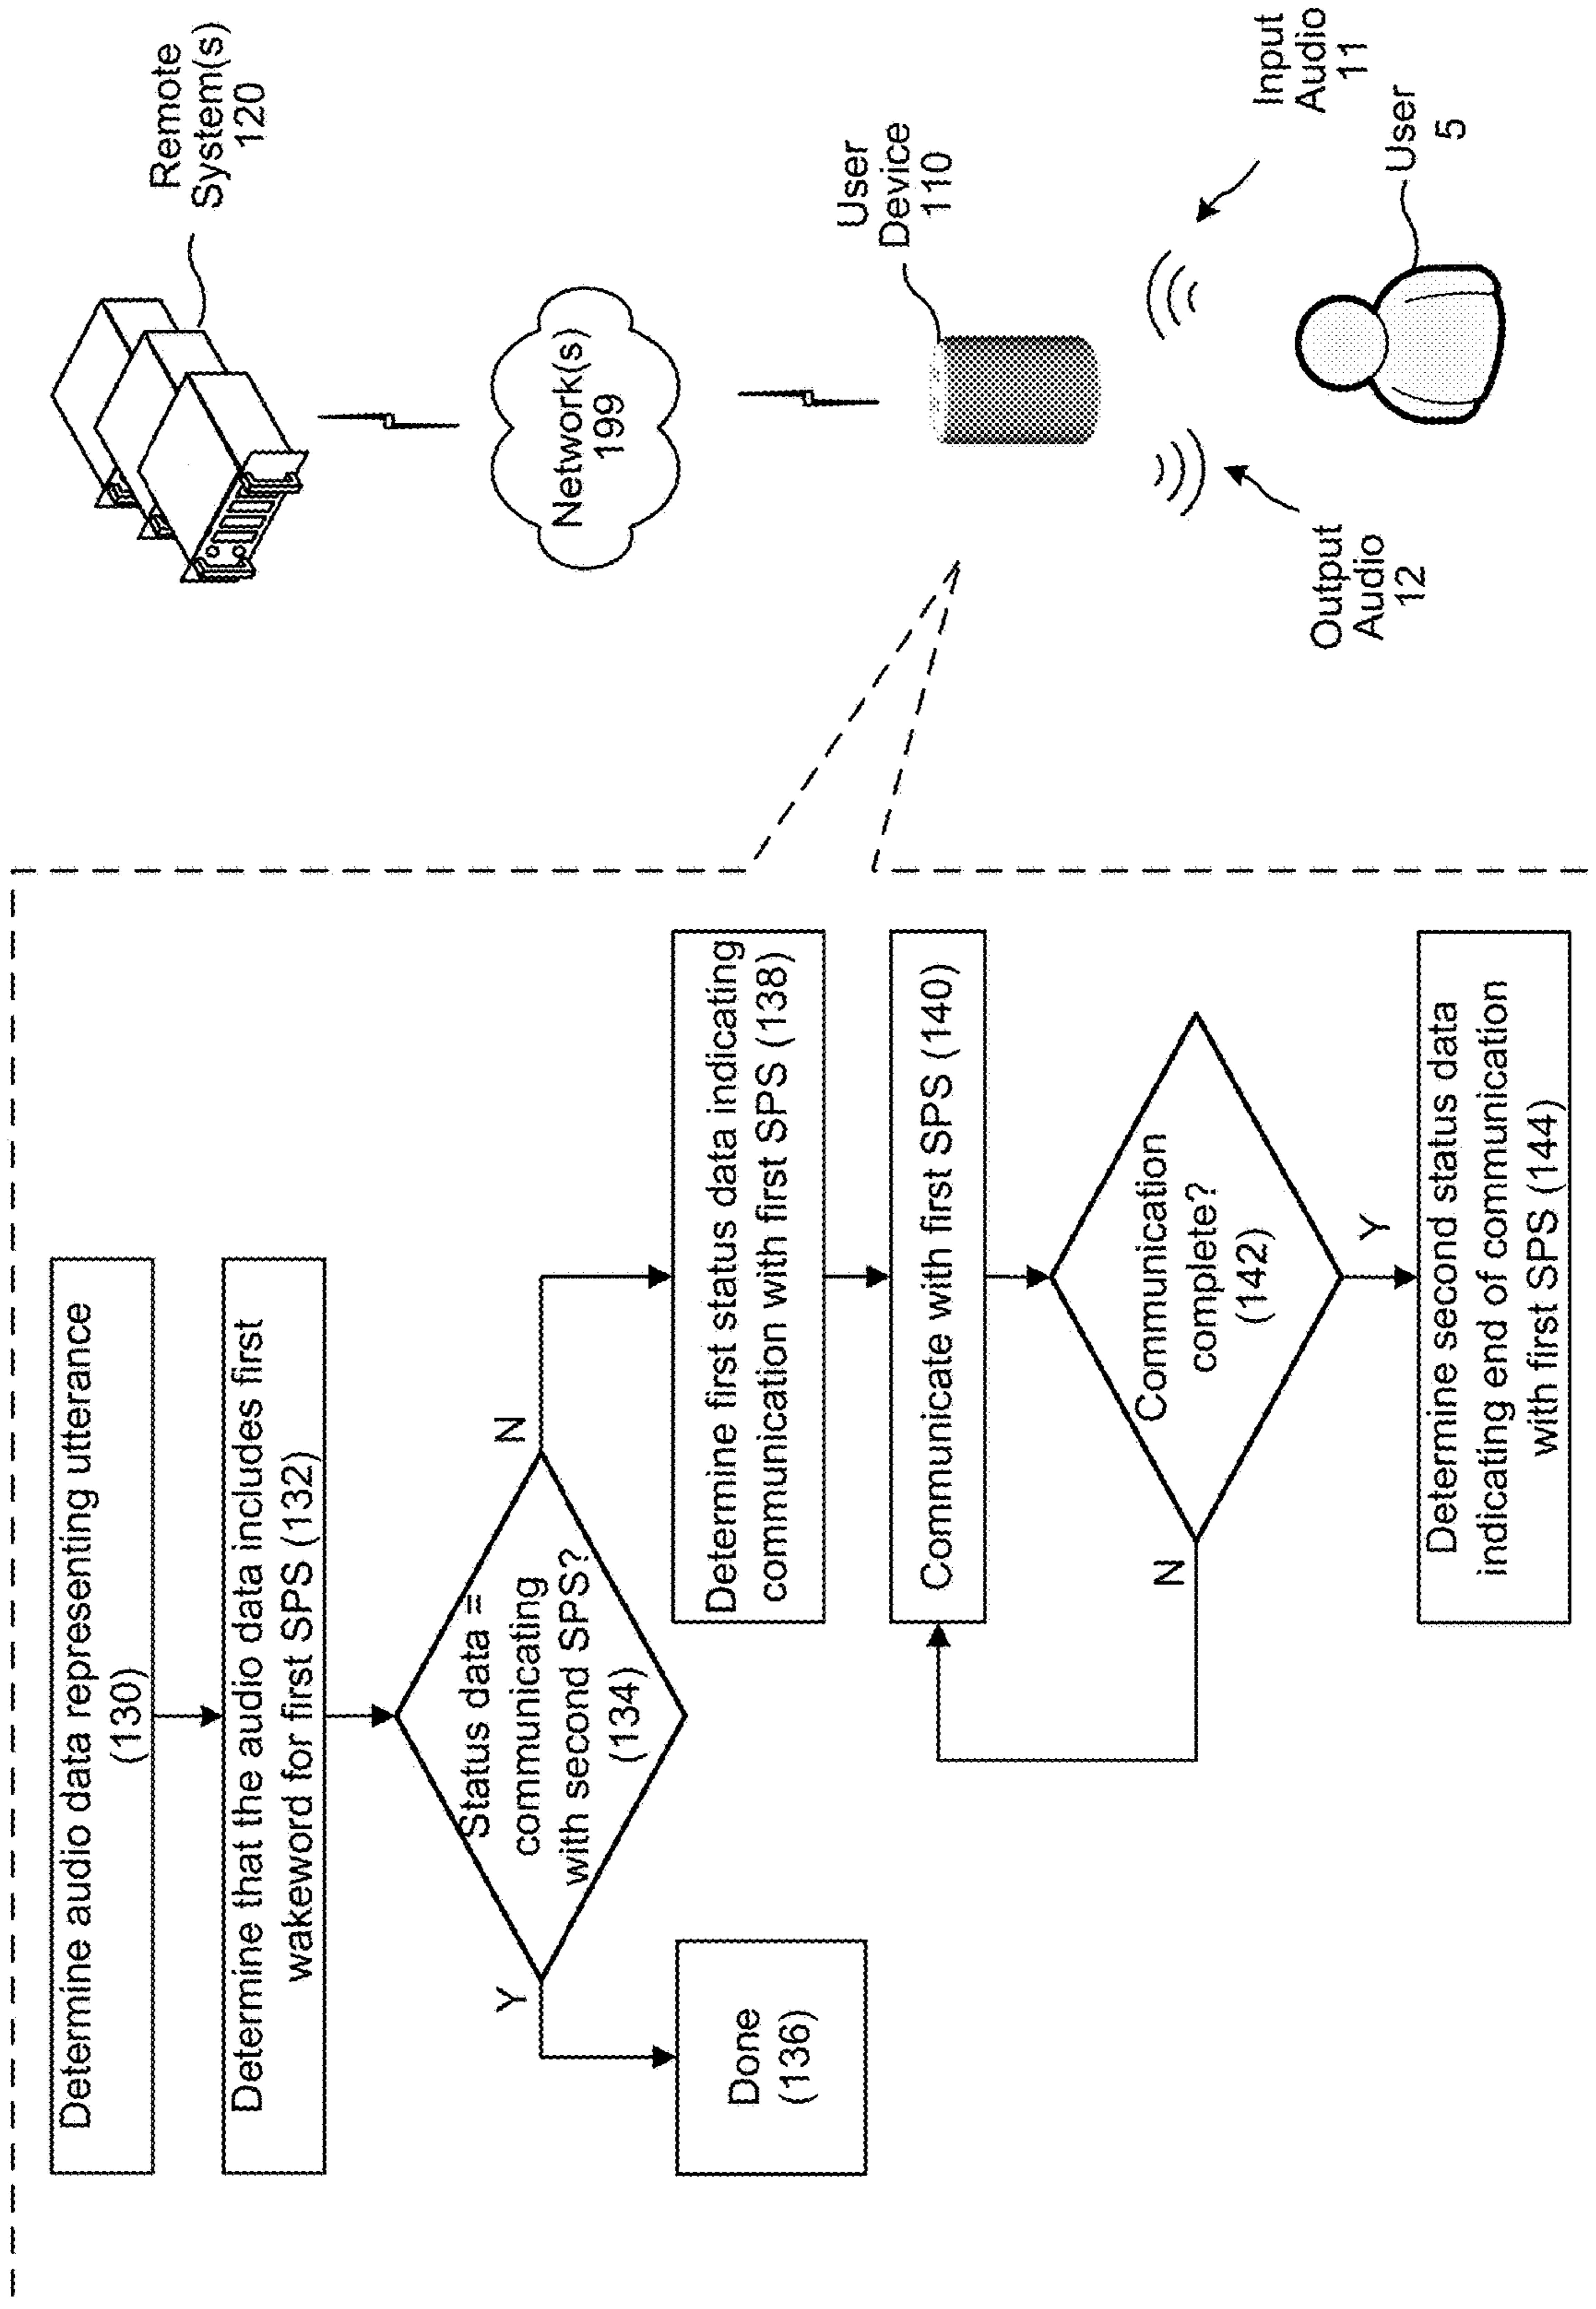 Determine audio data representing utterance
(130)
Determine that the audio data includes first
wakeword for first SPS (132)
Status data =
communicating
with second SPS?
(134)
Y
N
Done
(136)
Determine first status data indicating
communication with first SPS (138)
Communicate with first SPS (140)
Communication
complete?
(142)
N
Y
Determine second status data
indicating end of communication
with first SPS (144)
Remote
System(s)
120
Network(s)
199
User
Device
110
Output
Audio
12
Input
Audio
11
User
5